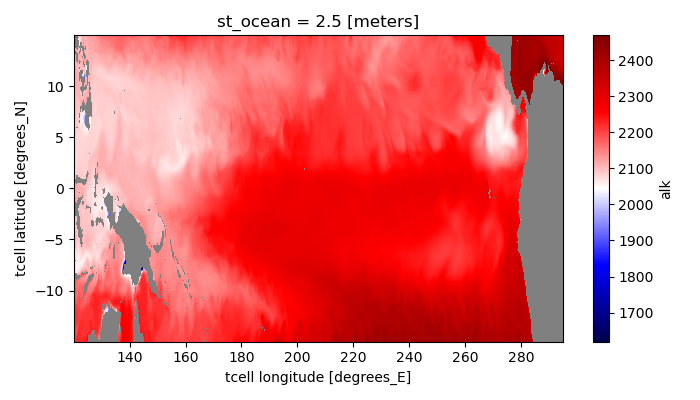 st_ocean = 2.5 [meters]
10
5
0
−5
−10
tcell latitude [degrees_N]
140 160 180 200 220 240 260 280
tcell longitude [degrees_E]
2400
2300
2200
2100
2000
1900
1800
1700
alk